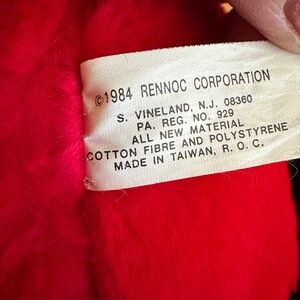 ©1984 RENNOC CORPORATION
S. VINELAND, N.J. 08360
PA. REG. NO. 929
ALL NEW MATERIAL
COTTON FIBRE AND POLYSTYRENE
MADE IN TAIWAN, R. O. C.